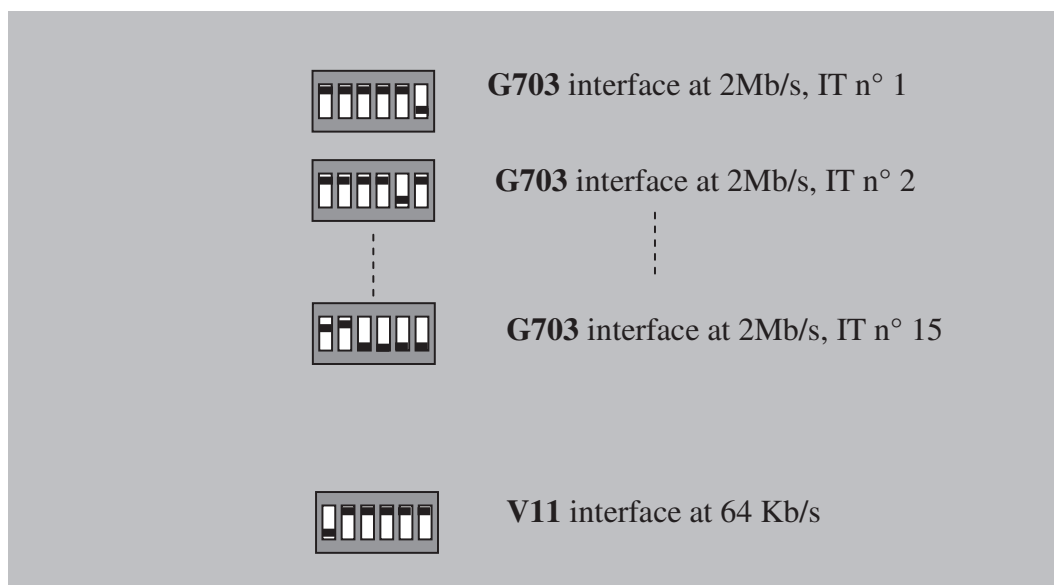 G703 interface at 2Mb/s, IT n° 1
G703 interface at 2Mb/s, IT n° 2
G703 interface at 2Mb/s, IT n° 15
V11 interface at 64 Kb/s